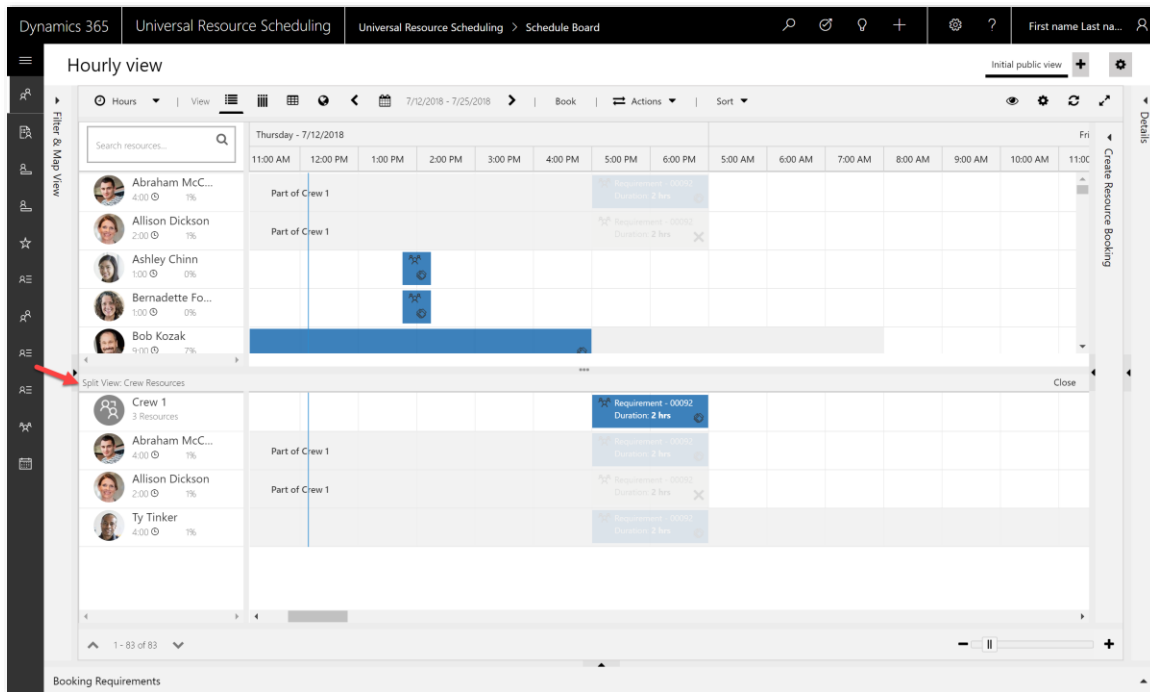 Dynamics 365 Universal Resource Scheduling Universal Resource Scheduling > Schedule Board ? First name Last na...
Hourly view Initial public view
Hours | View 7/12/2018 - 7/25/2018 | Book | Actions | Sort
Filter & Map View
Details
Create Resource Booking
Search resources...
Thursday - 7/12/2018 Fri
11:00 AM 12:00 PM 1:00 PM 2:00 PM 3:00 PM 4:00 PM 5:00 PM 6:00 PM 5:00 AM 6:00 AM 7:00 AM 8:00 AM 9:00 AM 10:00 AM 11:00
Abraham McC...
4:00 1%
Part of Crew 1
Requirement - 00092
Duration: 2 hrs
Allison Dickson
2:00 1%
Part of Crew 1
Requirement - 00092
Duration: 2 hrs
Ashley Chinn
1:00 0%
Bernadette Fo...
1:00 0%
Bob Kozak
9:00 7%
Split View: Crew Resources Close
Crew 1
3 Resources
Requirement - 00092
Duration: 2 hrs
Abraham McC...
4:00 1%
Part of Crew 1
Requirement - 00092
Duration: 2 hrs
Allison Dickson
2:00 1%
Part of Crew 1
Requirement - 00092
Duration: 2 hrs
Ty Tinker
4:00 1%
Requirement - 00092
Duration: 2 hrs
1 - 83 of 83
Booking Requirements